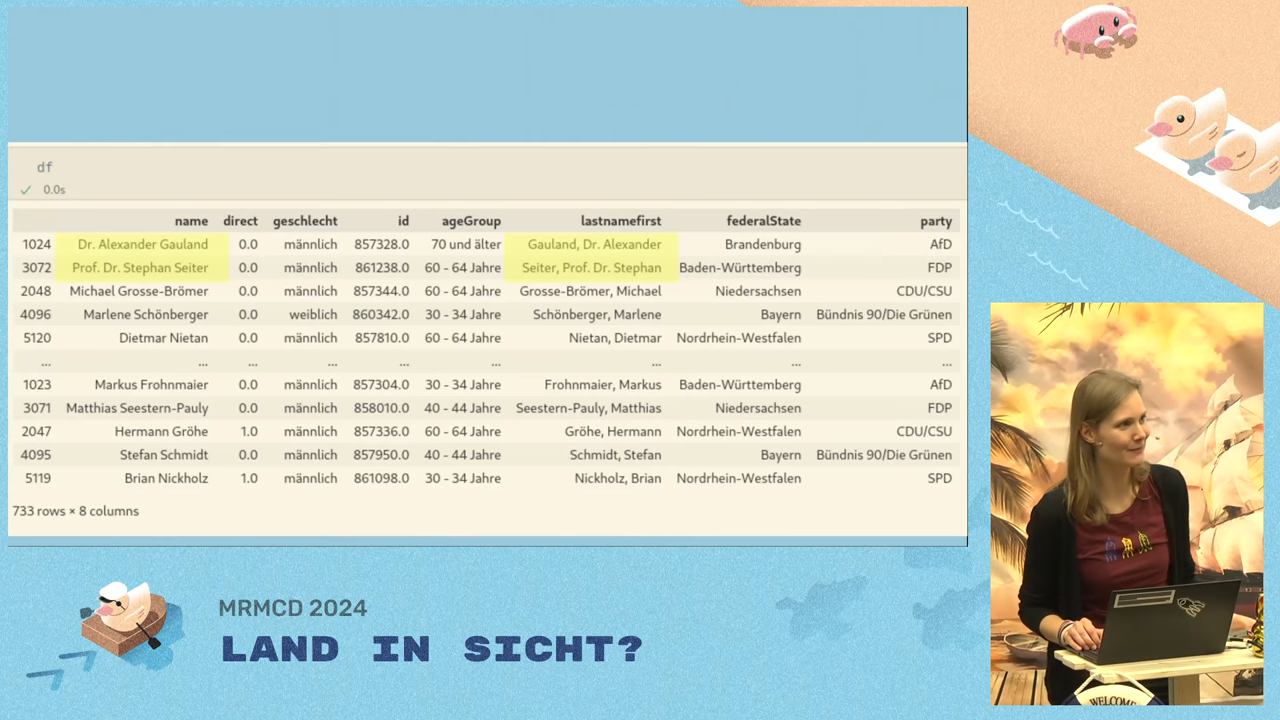 df
0.0s
name direct geschlecht id ageGroup lastnamefirst federalState party
1024 Dr. Alexander Gauland 0.0 männlich 857328.0 70 und älter Gauland, Dr. Alexander Brandenburg AfD
3072 Prof. Dr. Stephan Seiter 0.0 männlich 861238.0 60 - 64 Jahre Seiter, Prof. Dr. Stephan Baden-Württemberg FDP
2048 Michael Grosse-Brömer 0.0 männlich 857344.0 60 - 64 Jahre Grosse-Brömer, Michael Niedersachsen CDU/CSU
4096 Marlene Schönberger 0.0 weiblich 860342.0 30 - 34 Jahre Schönberger, Marlene Bayern Bündnis 90/Die Grünen
5120 Dietmar Nietan 0.0 männlich 857810.0 60 - 64 Jahre Nietan, Dietmar Nordrhein-Westfalen SPD
... ... ... ... ... ... ... ... ...
1023 Markus Frohnmaier 0.0 männlich 857304.0 30 - 34 Jahre Frohnmaier, Markus Baden-Württemberg AfD
3071 Matthias Seestern-Pauly 0.0 männlich 858010.0 40 - 44 Jahre Seestern-Pauly, Matthias Niedersachsen FDP
2047 Hermann Gröhe 1.0 männlich 857336.0 60 - 64 Jahre Gröhe, Hermann Nordrhein-Westfalen CDU/CSU
4095 Stefan Schmidt 0.0 männlich 857950.0 40 - 44 Jahre Schmidt, Stefan Bayern Bündnis 90/Die Grünen
5119 Brian Nickholz 1.0 männlich 861098.0 30 - 34 Jahre Nickholz, Brian Nordrhein-Westfalen SPD
733 rows × 8 columns
MRMCD 2024
LAND IN SICHT?
WELCOME